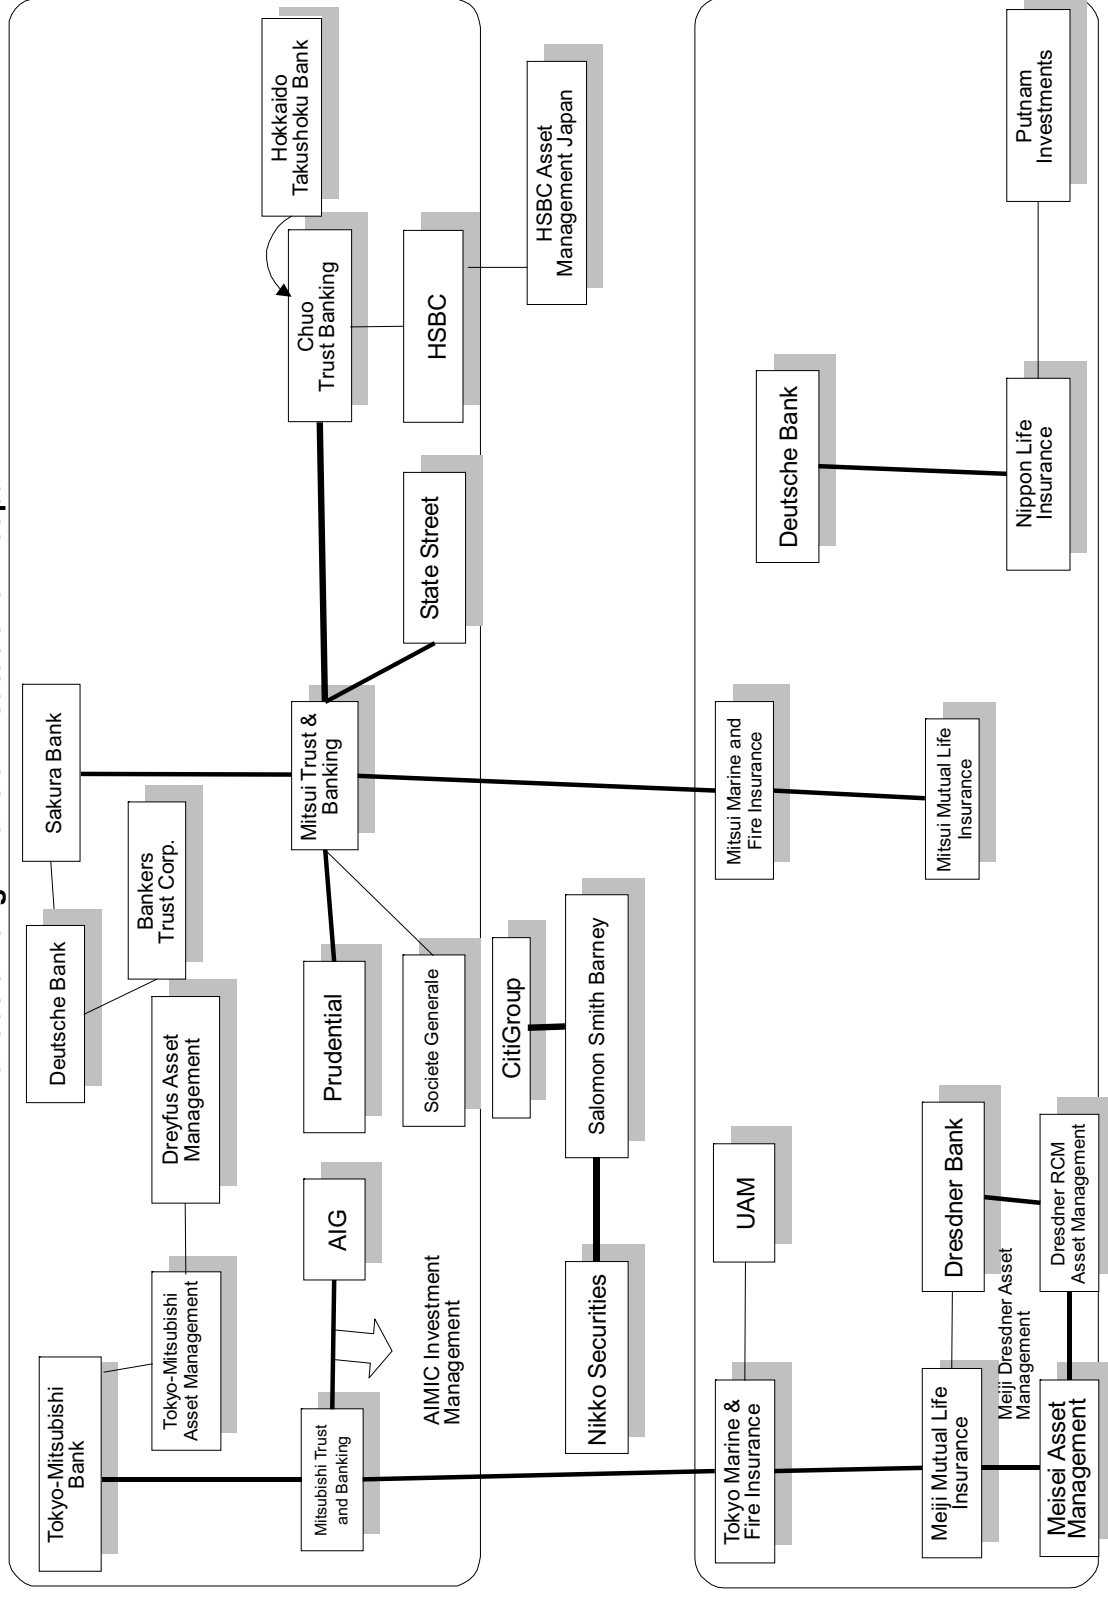 Tokyo-Mitsubishi
Bank
Tokyo-Mitsubishi
Asset Management
Dreyfus Asset
Management
Deutsche Bank
Bankers
Trust Corp.
Sakura Bank
Mitsubishi Trust
and Banking
AIG
AIMIC Investment
Management
Prudential
Societe Generale
Mitsui Trust &
Banking
State Street
Chuo
Trust Banking
Hokkaido
Takushoku Bank
HSBC
HSBC Asset
Management Japan
CitiGroup
Salomon Smith Barney
Nikko Securities
Tokyo Marine &
Fire Insurance
UAM
Meiji Mutual Life
Insurance
Dresdner Bank
Meiji Dresdner Asset
Management
Meisei Asset
Management
Dresdner RCM
Asset Management
Mitsui Marine and
Fire Insurance
Mitsui Mutual Life
Insurance
Deutsche Bank
Nippon Life
Insurance
Putnam
Investments